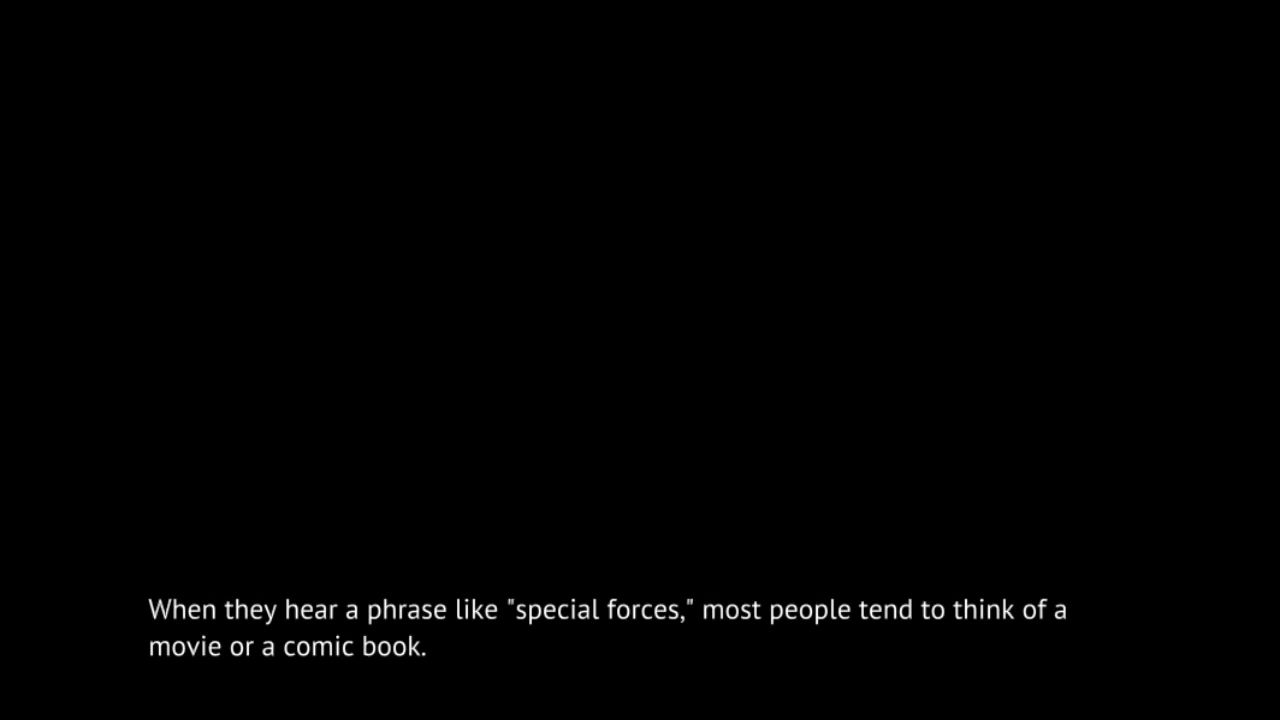 When they hear a phrase like "special forces," most people tend to think of a
movie or a comic book.